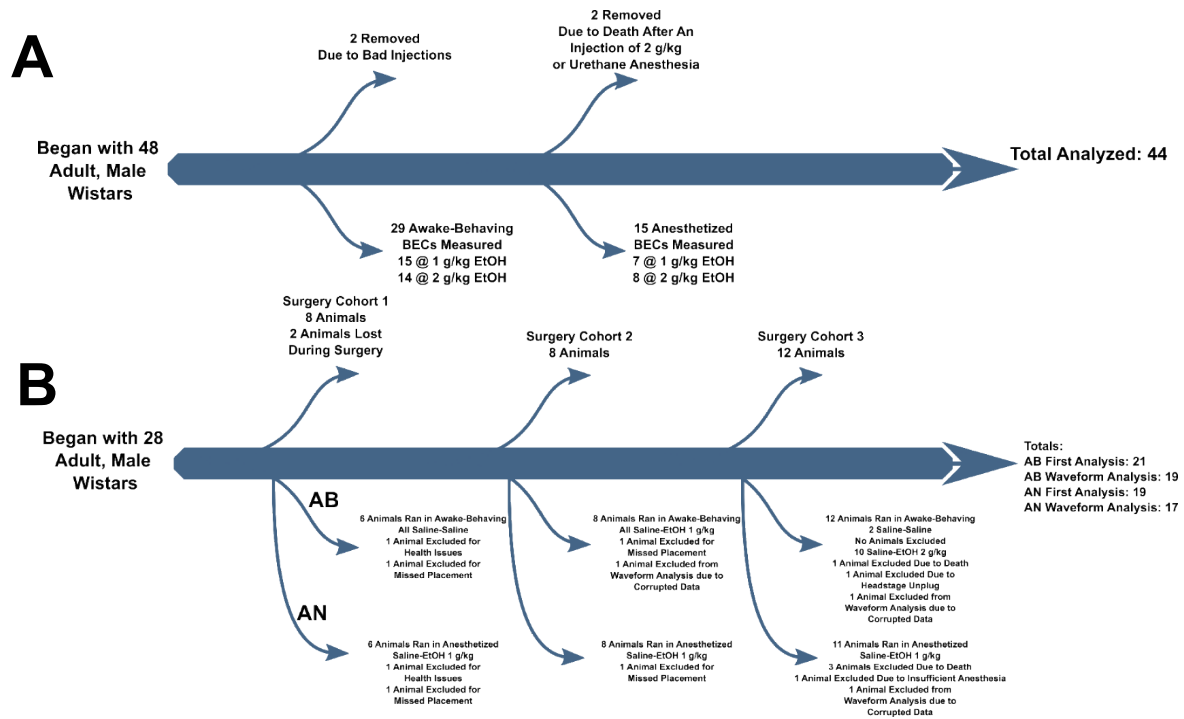 A
2 Removed
Due to Bad Injections
2 Removed
Due to Death After An
Injection of 2 g/kg
or Urethane Anesthesia
Began with 48
Adult, Male
Wistars
Total Analyzed: 44
29 Awake-Behaving
BECs Measured
15 @ 1 g/kg EtOH
14 @ 2 g/kg EtOH
15 Anesthetized
BECs Measured
7 @ 1 g/kg EtOH
8 @ 2 g/kg EtOH
B
Surgery Cohort 1
8 Animals
2 Animals Lost
During Surgery
Surgery Cohort 2
8 Animals
Surgery Cohort 3
12 Animals
Began with 28
Adult, Male
Wistars
Totals:
AB First Analysis: 21
AB Waveform Analysis: 19
AN First Analysis: 19
AN Waveform Analysis: 17
AB
6 Animals Ran in Awake-Behaving
All Saline-Saline
1 Animal Excluded for
Health Issues
1 Animal Excluded for
Missed Placement
8 Animals Ran in Awake-Behaving
All Saline-EtOH 1 g/kg
1 Animal Excluded for
Missed Placement
1 Animal Excluded from
Waveform Analysis due to
Corrupted Data
12 Animals Ran in Awake-Behaving
2 Saline-Saline
No Animals Excluded
10 Saline-EtOH 2 g/kg
1 Animal Excluded Due to Death
1 Animal Excluded Due to
Headstage Unplug
1 Animal Excluded from
Waveform Analysis due to
Corrupted Data
AN
6 Animals Ran in Anesthetized
Saline-EtOH 1 g/kg
1 Animal Excluded for
Health Issues
1 Animal Excluded for
Missed Placement
8 Animals Ran in Anesthetized
Saline-EtOH 1 g/kg
1 Animal Excluded for
Missed Placement
11 Animals Ran in Anesthetized
Saline-EtOH 1 g/kg
3 Animals Excluded Due to Death
1 Animal Excluded Due to Insufficient Anesthesia
1 Animal Excluded from
Waveform Analysis due to
Corrupted Data